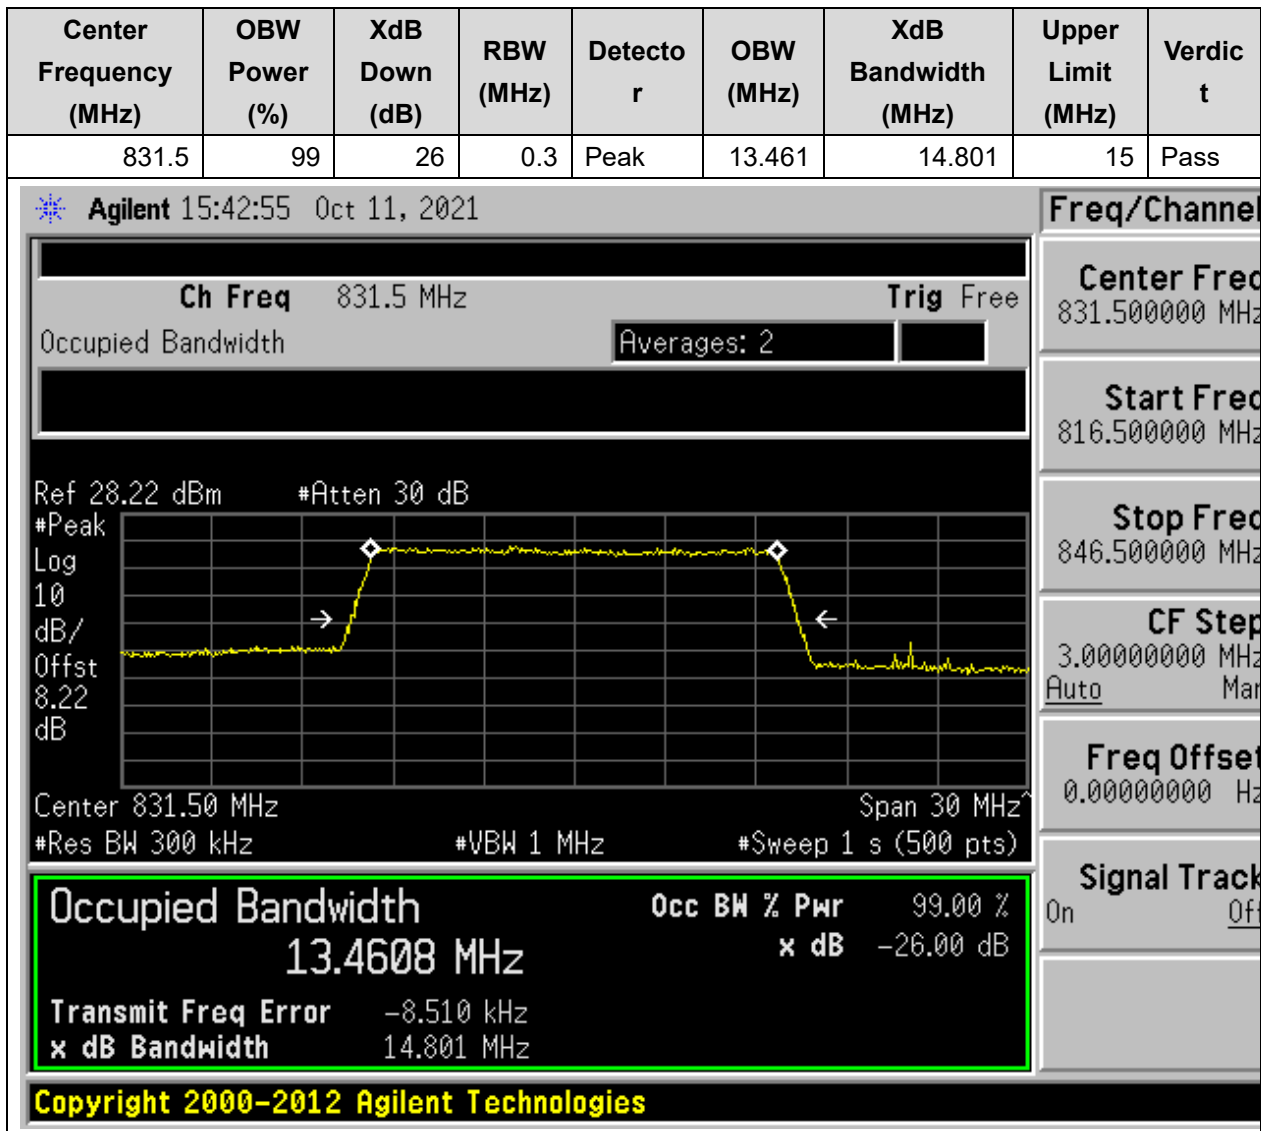 Center Frequency (MHz) OBW Power (%) XdB Down (dB) RBW (MHz) Detecto r OBW (MHz) XdB Bandwidth (MHz) Upper Limit (MHz) Verdic t
831.5 99 26 0.3 Peak 13.461 14.801 15 Pass
Agilent 15:42:55 Oct 11, 2021
Freq/Channel
Ch Freq 831.5 MHz Trig Free
Occupied Bandwidth Averages: 2
Center Freq
831.500000 MHz
Start Freq
816.500000 MHz
Stop Freq
846.500000 MHz
CF Step
3.00000000 MHz
Auto Man
Freq Offset
0.00000000 Hz
Signal Track
On Off
Ref 28.22 dBm #Atten 30 dB
#Peak
Log
10
dB/
Offst
8.22
dB
Center 831.50 MHz Span 30 MHz^
#Res BW 300 kHz #VBW 1 MHz #Sweep 1 s (500 pts)
Occupied Bandwidth Occ BW % Pwr 99.00 %
13.4608 MHz x dB -26.00 dB
Transmit Freq Error -8.510 kHz
x dB Bandwidth 14.801 MHz
Copyright 2000-2012 Agilent Technologies